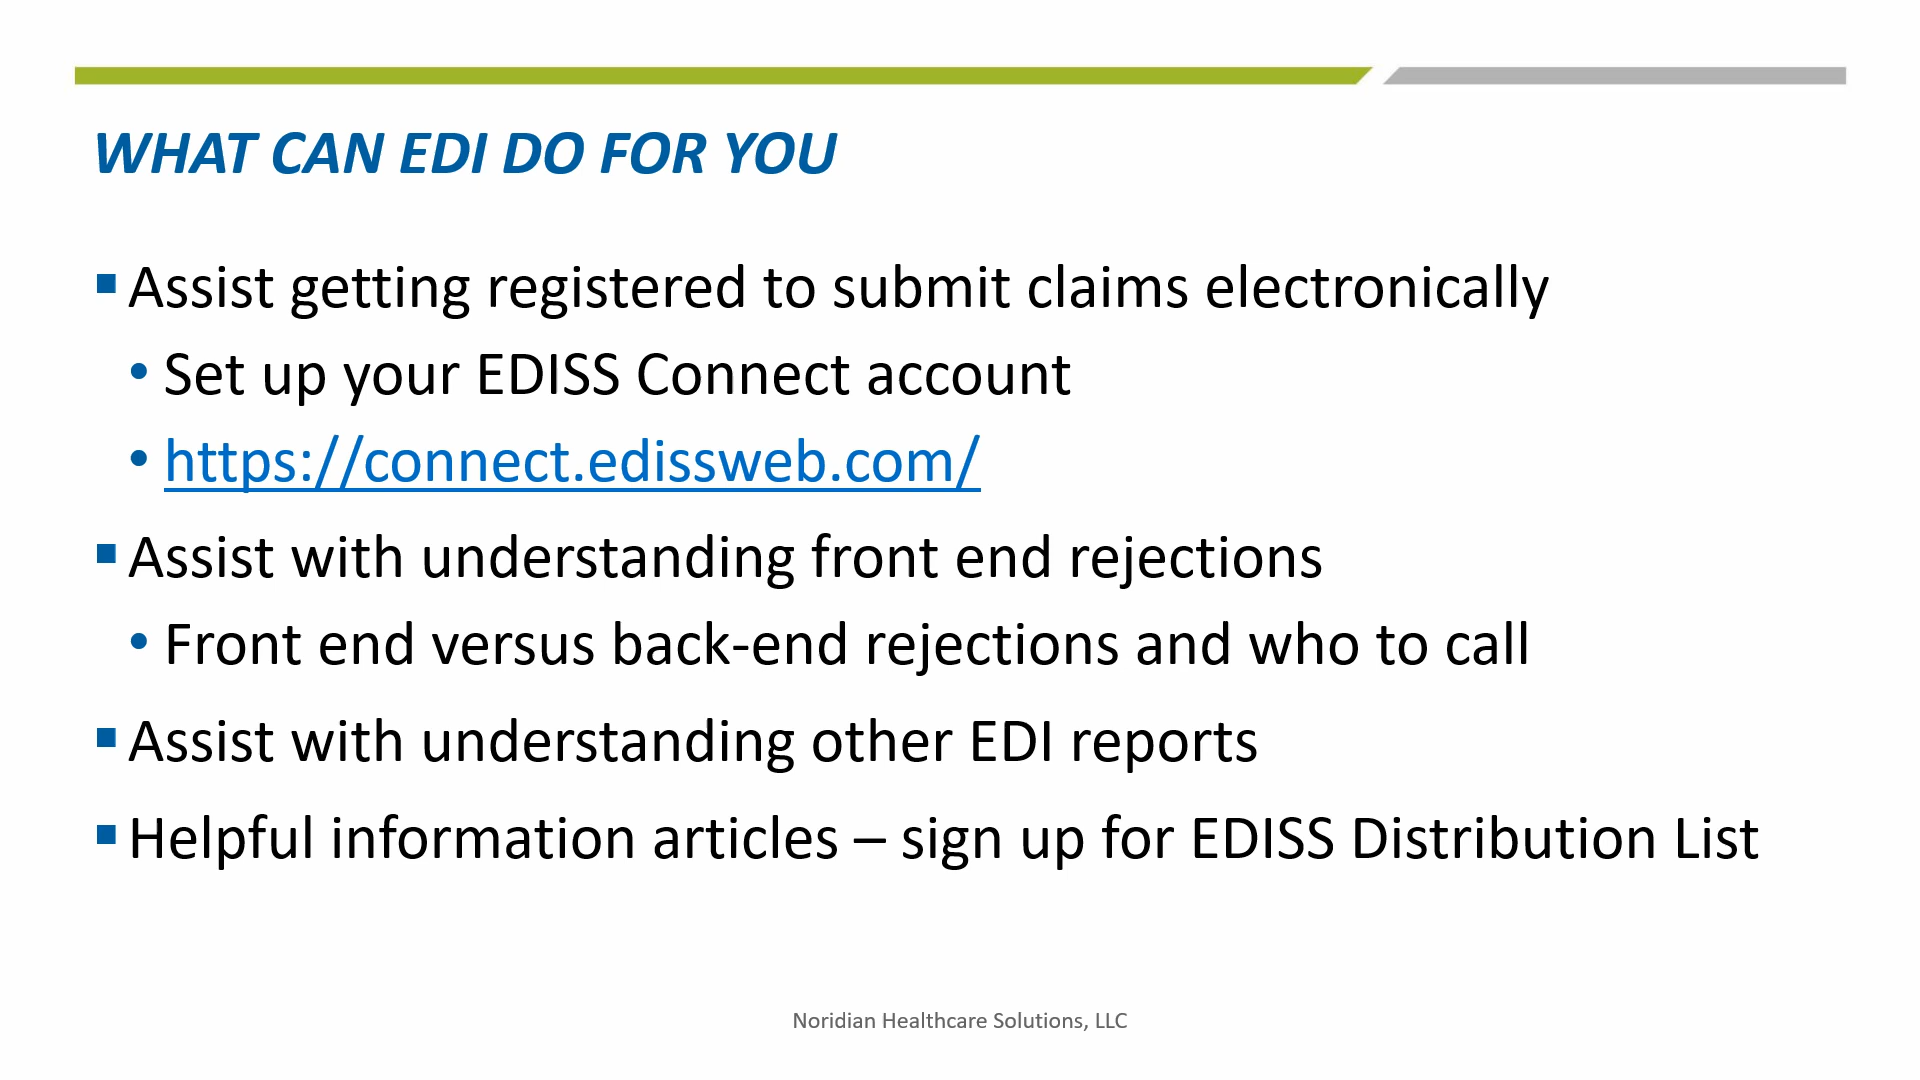 WHAT CAN EDI DO FOR YOU
▪ Assist getting registered to submit claims electronically
• Set up your EDISS Connect account
• https://connect.edissweb.com/
▪ Assist with understanding front end rejections
• Front end versus back-end rejections and who to call
▪ Assist with understanding other EDI reports
▪ Helpful information articles – sign up for EDISS Distribution List
Noridian Healthcare Solutions, LLC